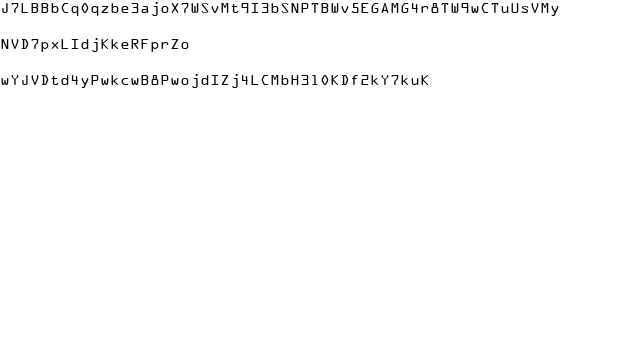 J7LBBbCq0qzbe3ajoX7WSvMt9I3bSNPTBWv5EGAMG4r8TW9wCTuUsVMy
NVD7pxLIdjKkeRFprZo
wYJVDtd4yPwkcwB8PwojdIZj4LCMbH3l0KDf2kY7kuK